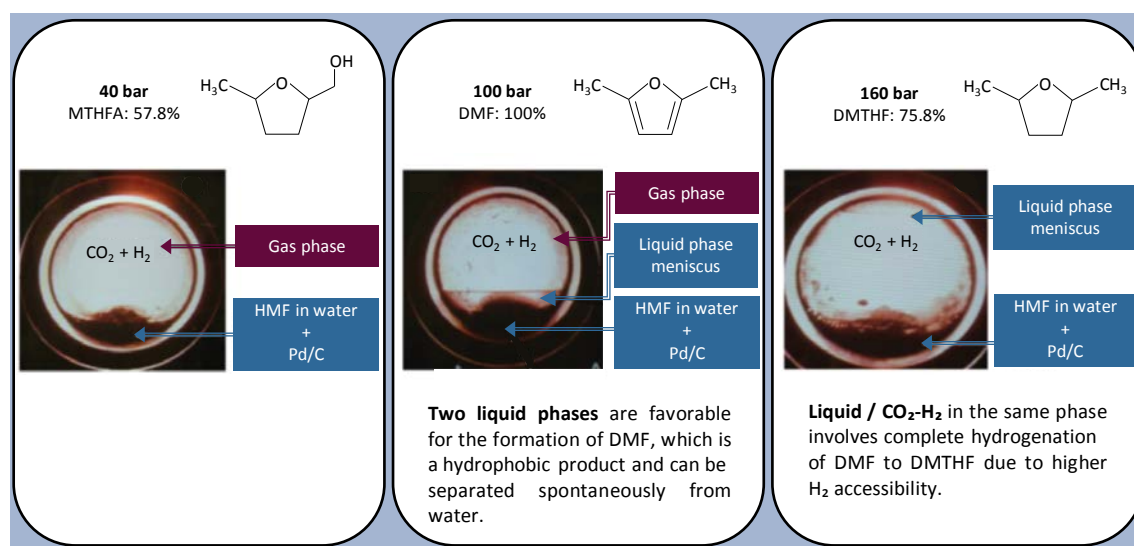 40 bar
MTHFA: 57.8%
H₃C
O
OH
CO₂ + H₂
Gas phase
HMF in water
+
Pd/C
100 bar
DMF: 100%
H₃C
O
CH₃
CO₂ + H₂
Gas phase
Liquid phase
meniscus
HMF in water
+
Pd/C
Two liquid phases are favorable
for the formation of DMF, which is
a hydrophobic product and can be
separated spontaneously from
water.
160 bar
DMTHF: 75.8%
H₃C
O
CH₃
CO₂ + H₂
Liquid phase
meniscus
HMF in water
+
Pd/C
Liquid / CO₂-H₂ in the same phase
involves complete hydrogenation
of DMF to DMTHF due to higher
H₂ accessibility.